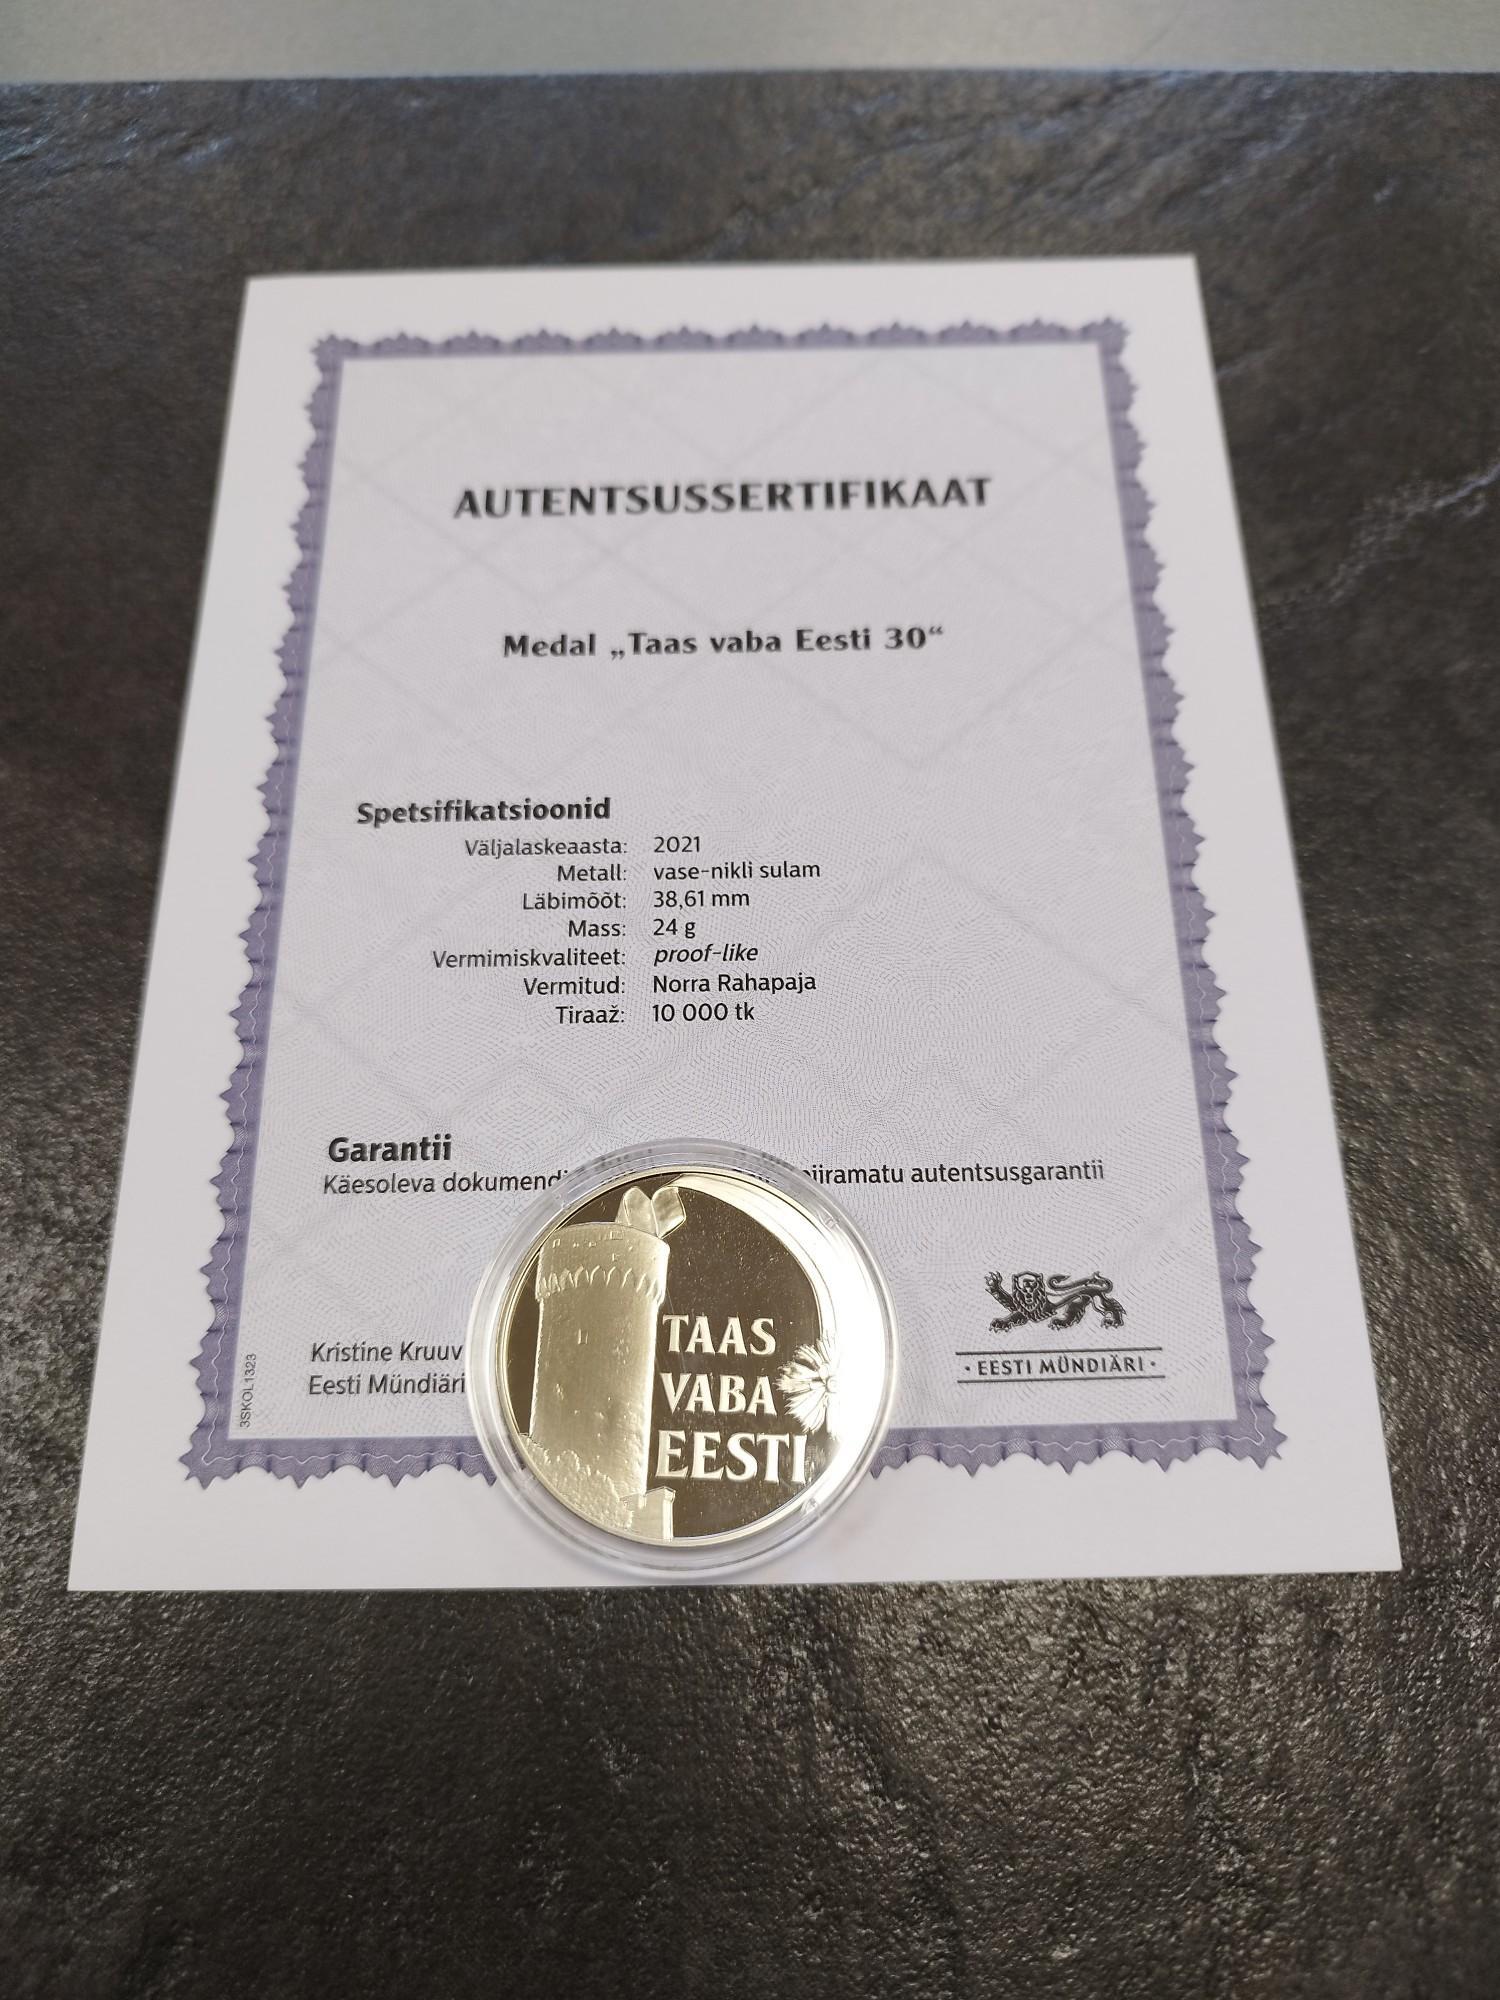 AUTENTSUSSERTIFIKAAT
Medal „Taas vaba Eesti 30“
Spetsifikatsioonid
Väljalaskeaasta: 2021
Metall: vase-nikli sulam
Läbimõõt: 38,61 mm
Mass: 24 g
Vermimiskvaliteet: proof-like
Vermitud: Norra Rahapaja
Tiraaž: 10 000 tk
Garantii
Käesoleva autentsusgarantii
Kristine Kruuv
Eesti Mündiäri
3SKOL1323
TAAS
VABA
EESTI
· EESTI MÜNDIÄRI ·